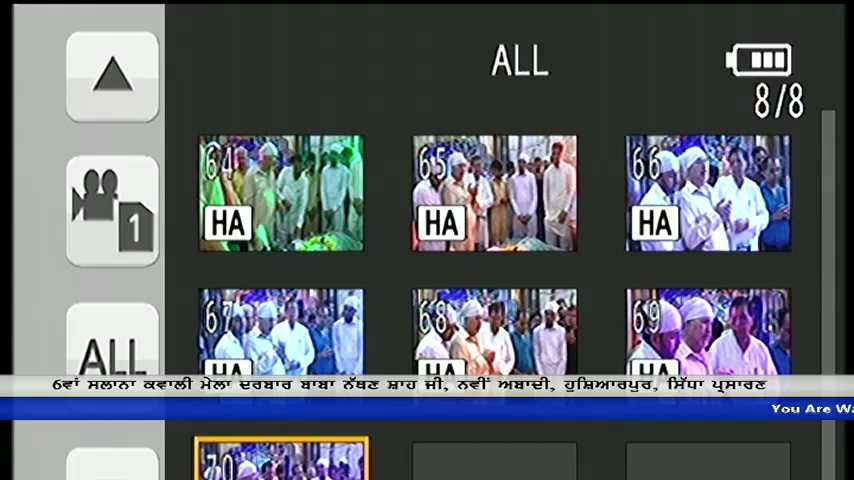 ALL
8/8
64
65
66
HA
HA
HA
1
67
68
69
ALL
HA
HA
HA
6ਵਾਂ ਸਲਾਨਾ ਕਵਾਲੀ ਮੇਲਾ ਦਰਬਾਰ ਬਾਬਾ ਨੱਥਣ ਸ਼ਾਹ ਜੀ, ਨਵੀਂ ਅਬਾਦੀ, ਹੁਸ਼ਿਆਰਪੁਰ, ਸਿੱਧਾ ਪ੍ਰਸਾਰਣ
You Are Wa
70